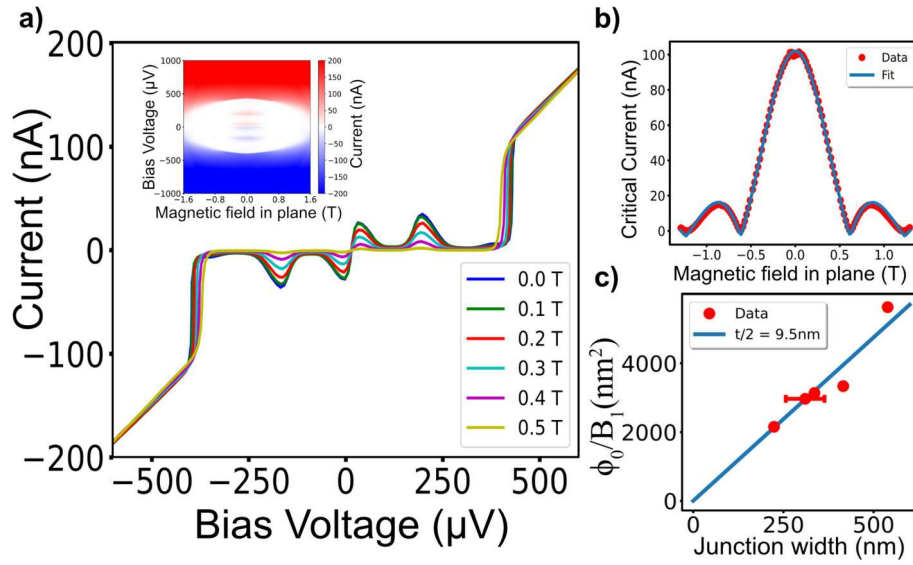 a)
200
100
0
−100
−200
Current (nA)
−500
−250
0
250
500
Bias Voltage (µV)
1000
500
0
−500
−1000
Bias Voltage (µV)
−1.6
−0.8
0.0
0.8
1.6
Magnetic field in plane (T)
200
150
100
50
0
−50
−100
−150
−200
Current (nA)
0.0 T
0.1 T
0.2 T
0.3 T
0.4 T
0.5 T
b)
100
80
60
40
20
0
Critical Current (nA)
Data
Fit
−1.0
−0.5
0.0
0.5
1.0
Magnetic field in plane (T)
c)
Data
t/2 = 9.5nm
4000
2000
0
ϕ₀/B₁(nm²)
0
250
500
Junction width (nm)